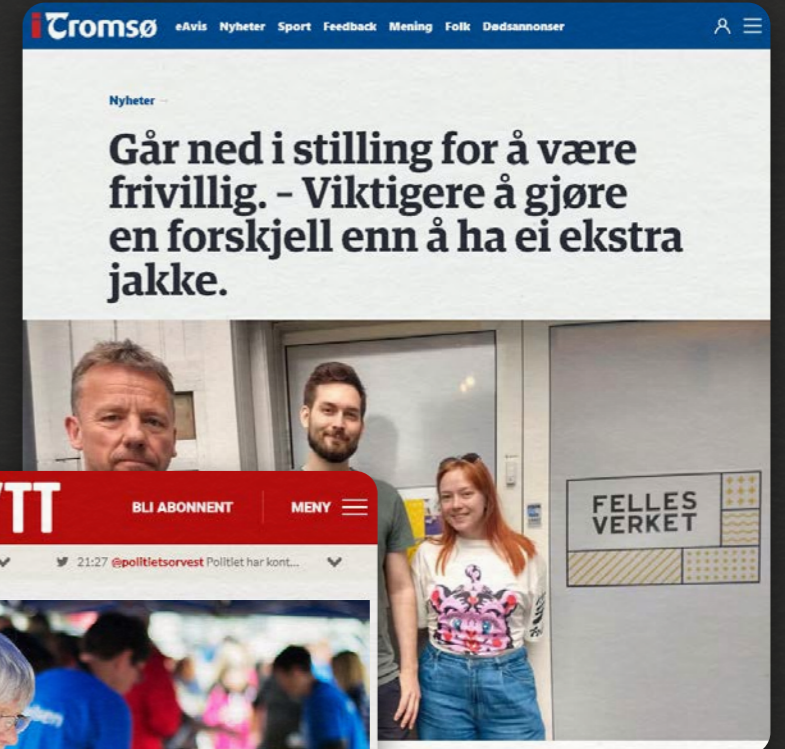 iTromsø
eAvis Nyheter Sport Feedback Mening Folk Dødsannonser
Nyheter
Går ned i stilling for å være
frivillig. – Viktigere å gjøre
en forskjell enn å ha ei ekstra
jakke.
FELLES
VERKET
YTT
BLI ABONNENT
MENY
21:27 @politietsorvest Politiet har kont...